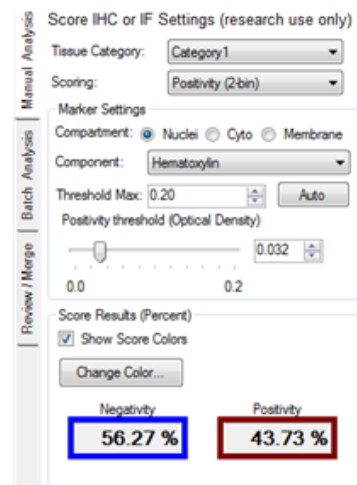 Score IHC or IF Settings (research use only)
Manual Analysis
Batch Analysis
Review / Merge
Tissue Category: Category1
Scoring: Positivity (2-bin)
Marker Settings
Compartment: Nuclei Cyto Membrane
Component: Hematoxylin
Threshold Max: 0.20 Auto
Positivity threshold (Optical Density)
0.032
0.0 0.2
Score Results (Percent)
Show Score Colors
Change Color...
Negativity Positivity
56.27 % 43.73 %